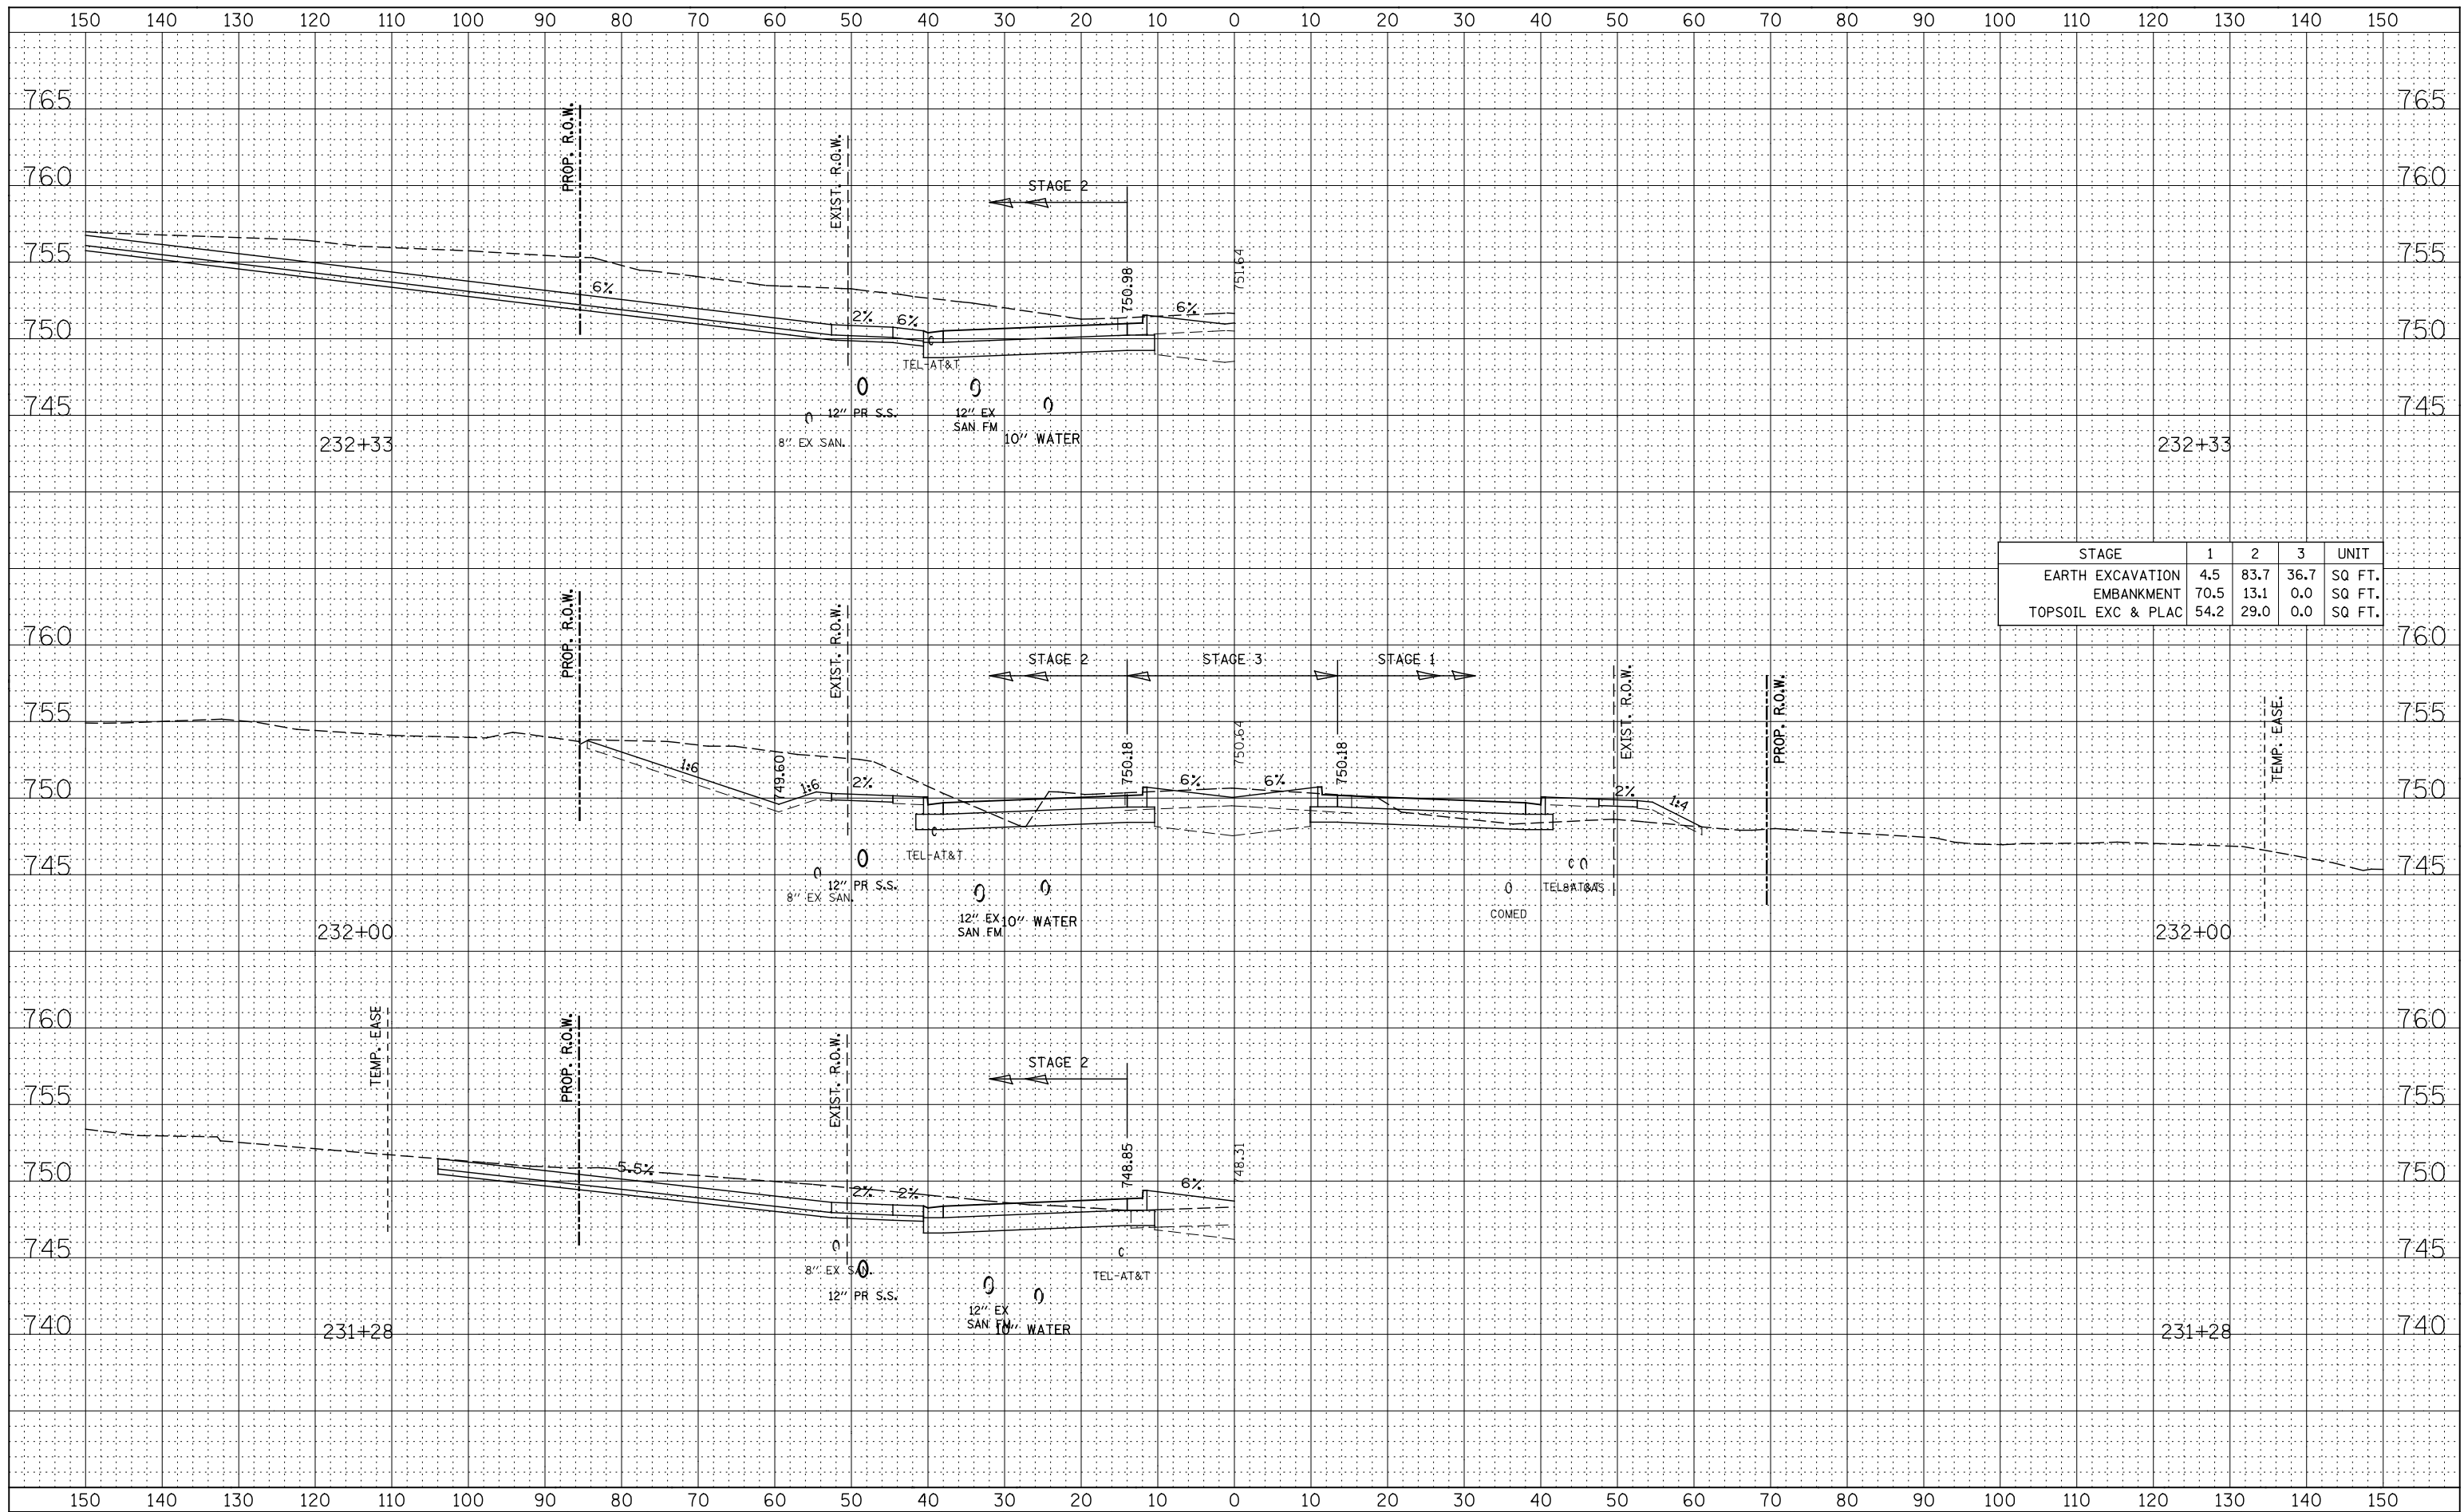 150 140 130 120 110 100 90 80 70 60 50 40 30 20 10 0 10 20 30 40 50 60 70 80 90 100 110 120 130 140 150
765 765
PROP. R.O.W.
EXIST. R.O.W.
760 760
STAGE 2
755 755
750.98
751.64
6%
2%
6%
6%
750 750
TEL-AT&T
745 745
12" PR S.S.
8" EX SAN.
12" EX
SAN FM
10" WATER
232+33 232+33
STAGE 1 2 3 UNIT
EARTH EXCAVATION 4.5 83.7 36.7 SQ FT.
EMBANKMENT 70.5 13.1 0.0 SQ FT.
TOPSOIL EXC & PLAC 54.2 29.0 0.0 SQ FT.
760 760
PROP. R.O.W.
EXIST. R.O.W.
STAGE 2
STAGE 3
STAGE 1
EXIST. R.O.W.
PROP. R.O.W.
TEMP. EASE.
755 755
1:6
749.60
1:6
2%
750.18
6%
750.64
6%
750.18
2%
1:4
750 750
TEL-AT&T
745 745
12" PR S.S.
8" EX SAN.
12" EX
SAN FM
10" WATER
COMED
232+00 232+00
760 760
TEMP. EASE
PROP. R.O.W.
EXIST. R.O.W.
STAGE 2
755 755
748.85
748.31
5.5%
2%
2%
6%
750 750
745 745
8" EX SAN.
12" PR S.S.
TEL-AT&T
12" EX
SAN FM
10" WATER
740 740
231+28 231+28
150 140 130 120 110 100 90 80 70 60 50 40 30 20 10 0 10 20 30 40 50 60 70 80 90 100 110 120 130 140 150